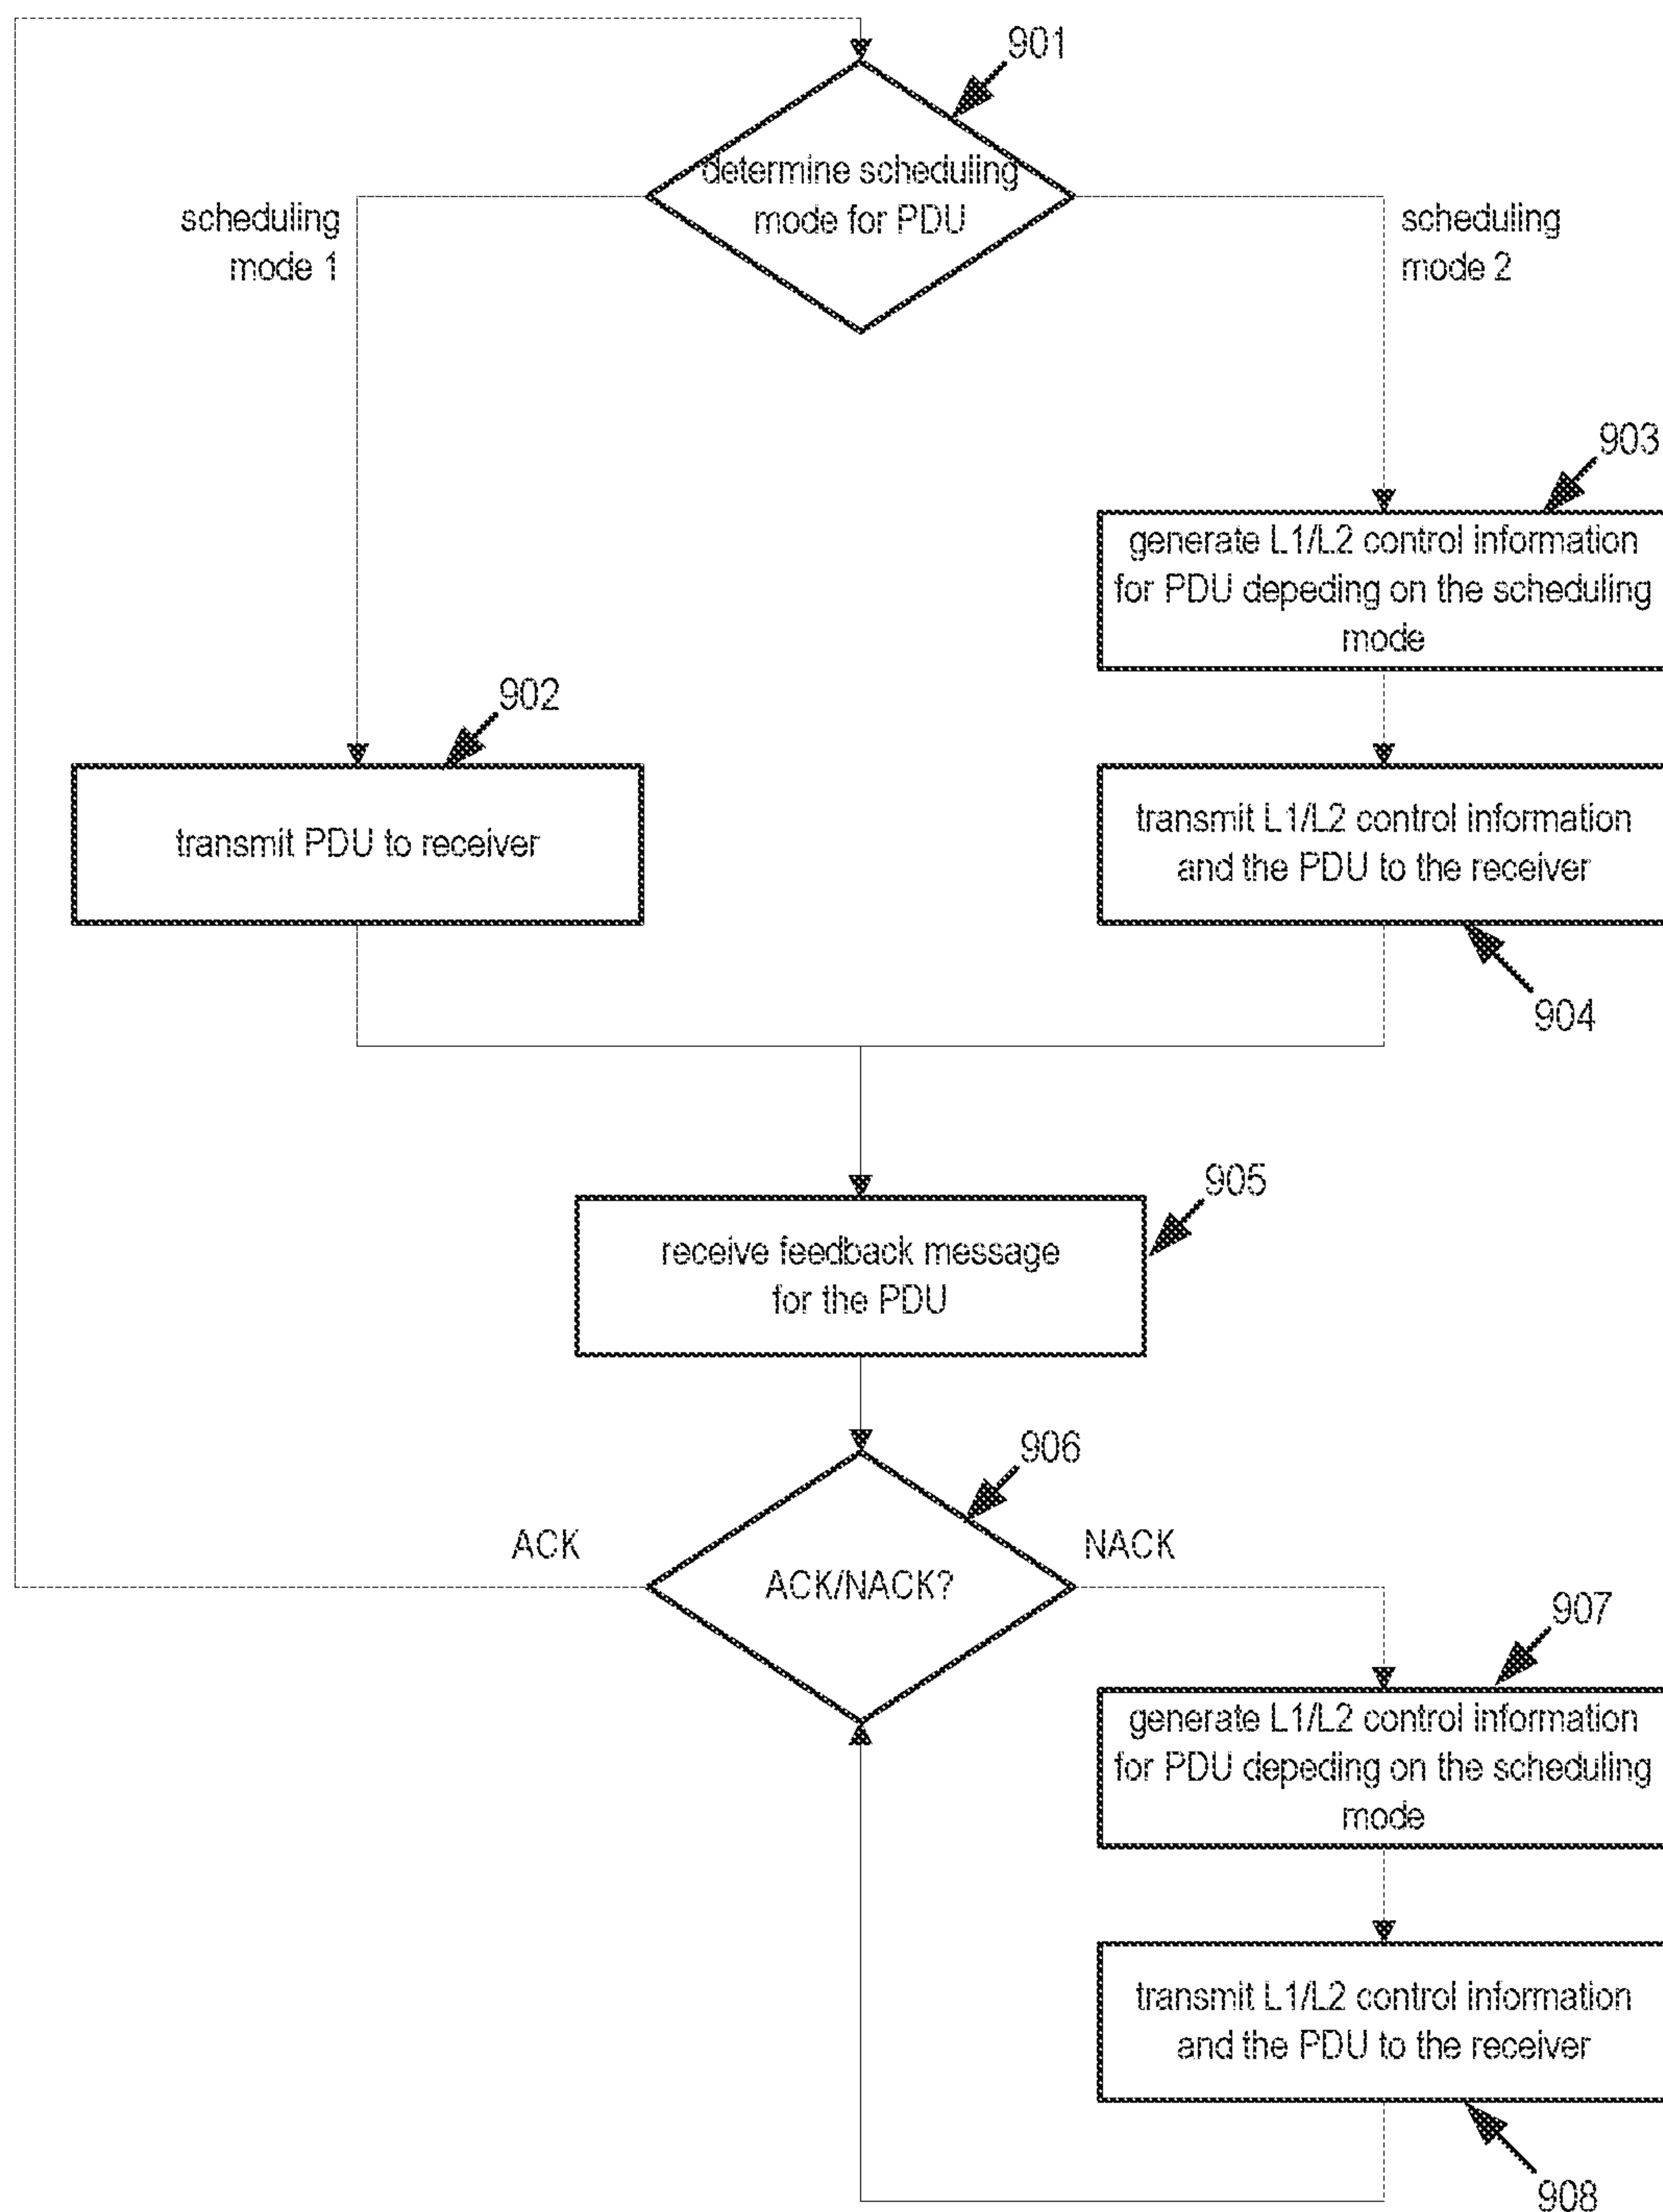 901
determine scheduling
mode for PDU
scheduling
mode 1
scheduling
mode 2
903
generate L1/L2 control information
for PDU depeding on the scheduling
mode
902
transmit PDU to receiver
transmit L1/L2 control information
and the PDU to the receiver
904
905
receive feedback message
for the PDU
906
ACK
ACK/NACK?
NACK
907
generate L1/L2 control information
for PDU depeding on the scheduling
mode
transmit L1/L2 control information
and the PDU to the receiver
908